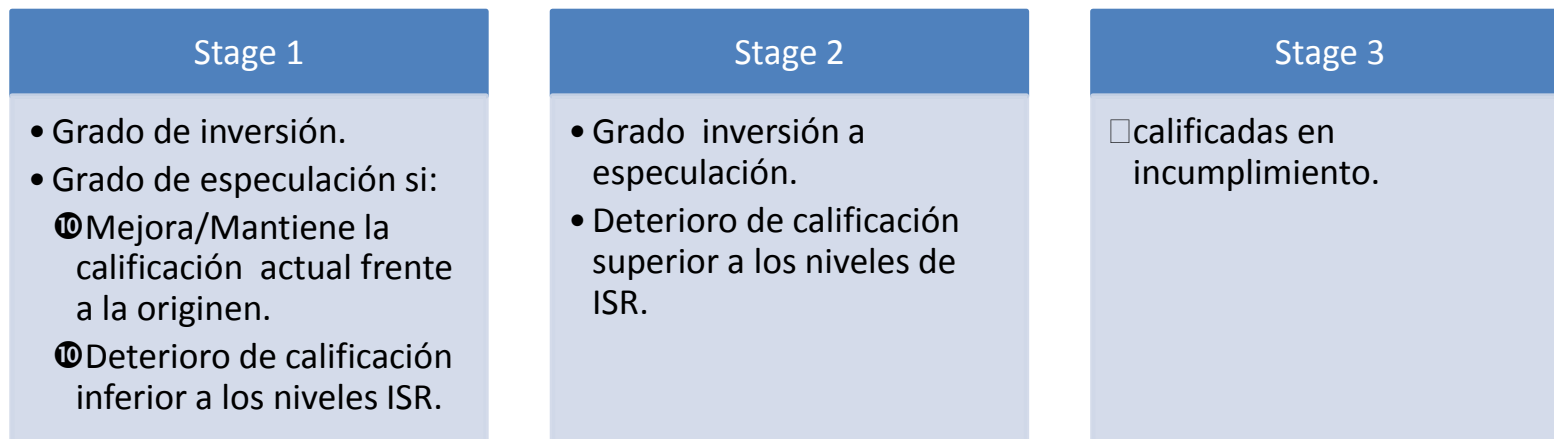 Stage 1
• Grado de inversión.
• Grado de especulación si:
❿Mejora/Mantiene la
calificación actual frente
a la originen.
❿Deterioro de calificación
inferior a los niveles ISR.
Stage 2
• Grado inversión a
especulación.
• Deterioro de calificación
superior a los niveles de
ISR.
Stage 3
□calificadas en
incumplimiento.